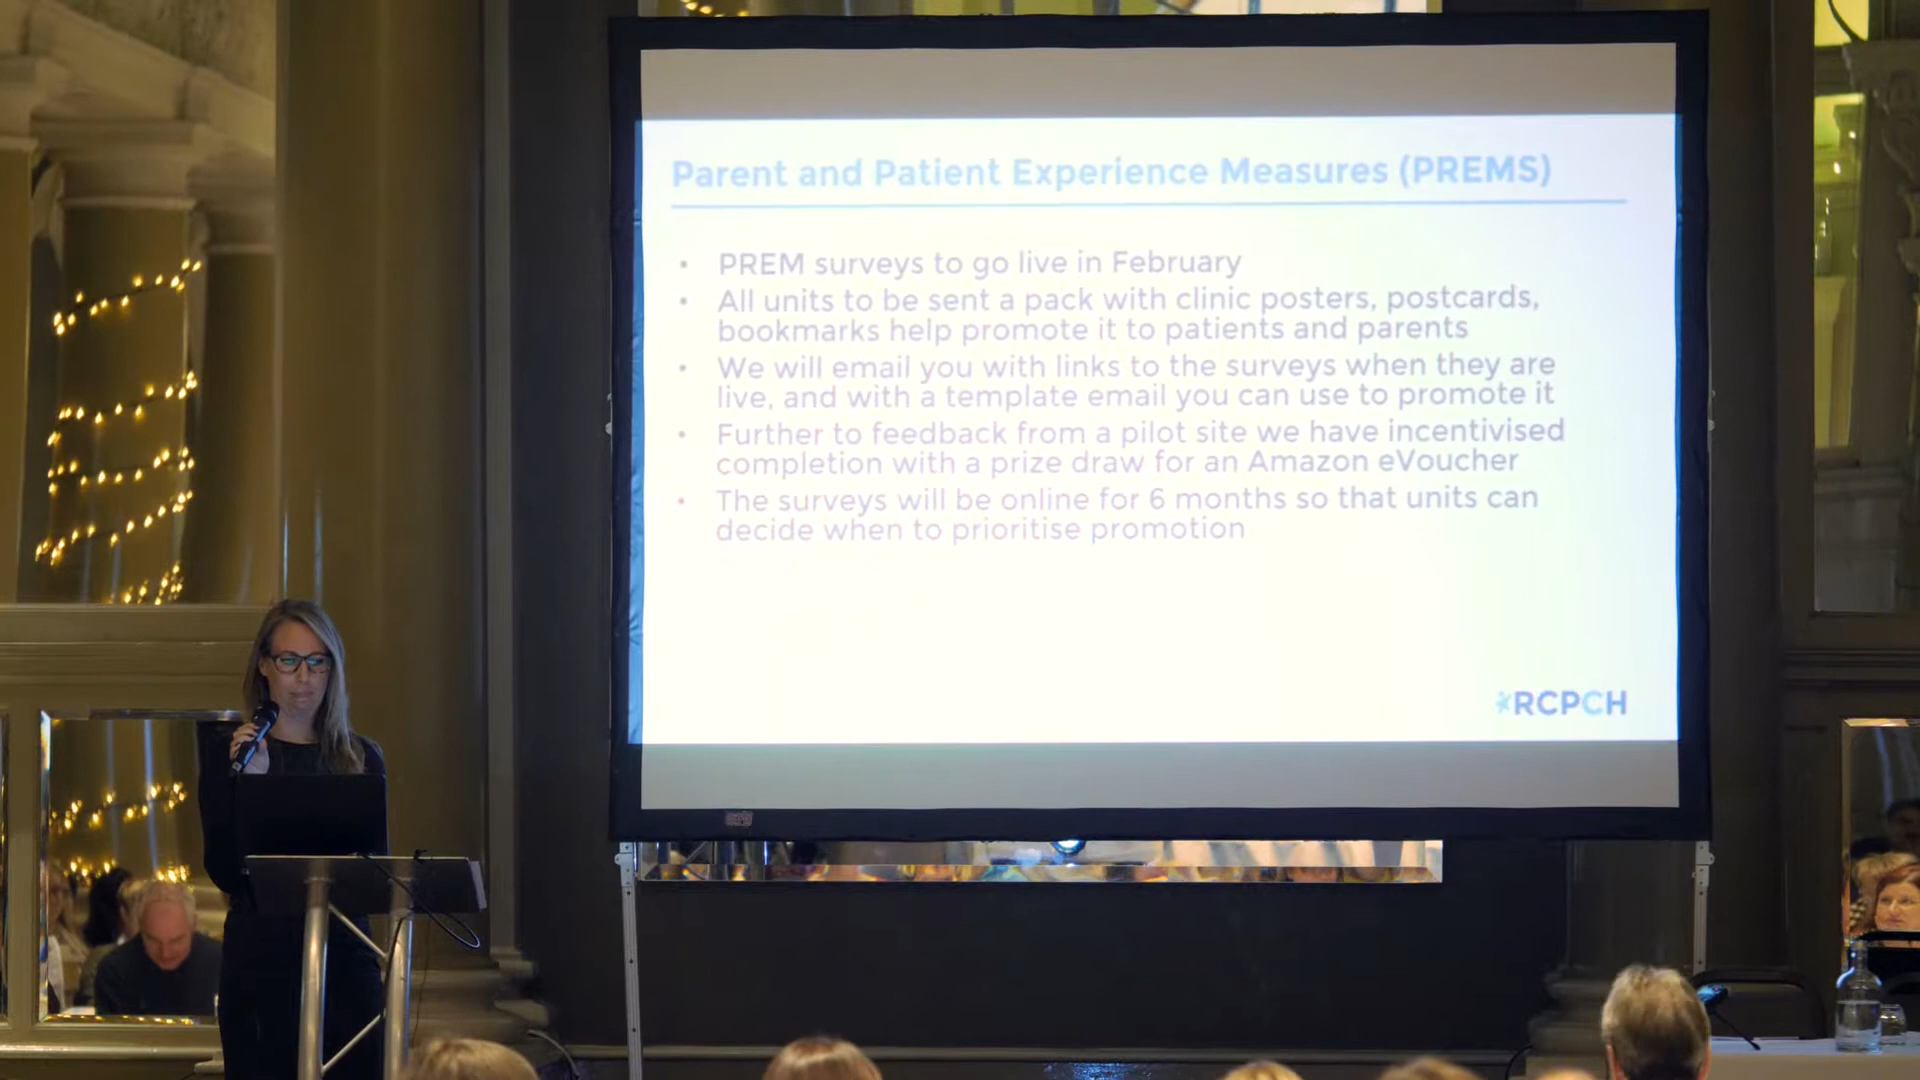 Parent and Patient Experience Measures (PREMS)
• PREM surveys to go live in February
• All units to be sent a pack with clinic posters, postcards,
bookmarks help promote it to patients and parents
• We will email you with links to the surveys when they are
live, and with a template email you can use to promote it
• Further to feedback from a pilot site we have incentivised
completion with a prize draw for an Amazon eVoucher
• The surveys will be online for 6 months so that units can
decide when to prioritise promotion
RCPCH